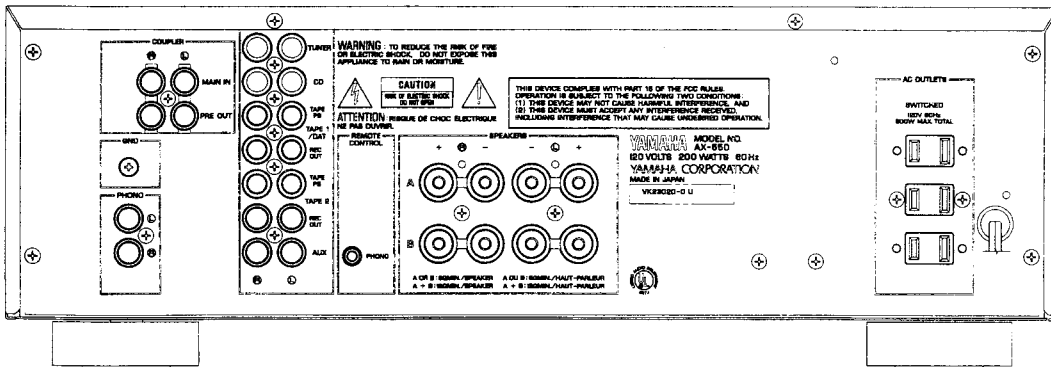 COUPLER
R L
MAIN IN
PRE OUT
GND
PHONO
L
R
TUNER
CD
TAPE PB
TAPE 1
/DAT
REC OUT
TAPE PB
TAPE 2
REC OUT
AUX
R L
WARNING : TO REDUCE THE RISK OF FIRE
OR ELECTRIC SHOCK, DO NOT EXPOSE THIS
APPLIANCE TO RAIN OR MOISTURE.
CAUTION
RISK OF ELECTRIC SHOCK
DO NOT OPEN
ATTENTION : RISQUE DE CHOC ELECTRIQUE
NE PAS OUVRIR.
REMOTE
CONTROL
PHONO
SPEAKERS
+ R - - L +
A
B
A OR B : 8ΩMIN./SPEAKER A OU B : 8ΩMIN./HAUT-PARLEUR
THIS DEVICE COMPLIES WITH PART 15 OF THE FCC RULES.
OPERATION IS SUBJECT TO THE FOLLOWING TWO CONDITIONS :
(1) THIS DEVICE MAY NOT CAUSE HARMFUL INTERFERENCE, AND
(2) THIS DEVICE MUST ACCEPT ANY INTERFERENCE RECEIVED,
INCLUDING INTERFERENCE THAT MAY CAUSE UNDESIRED OPERATION.
YAMAHA MODEL NO.
AX-550
120 VOLTS 200 WATTS 60Hz
YAMAHA CORPORATION
MADE IN JAPAN
VK23020-0 U
UL
AC OUTLETS
SWITCHED
120V 60Hz
200W MAX TOTAL